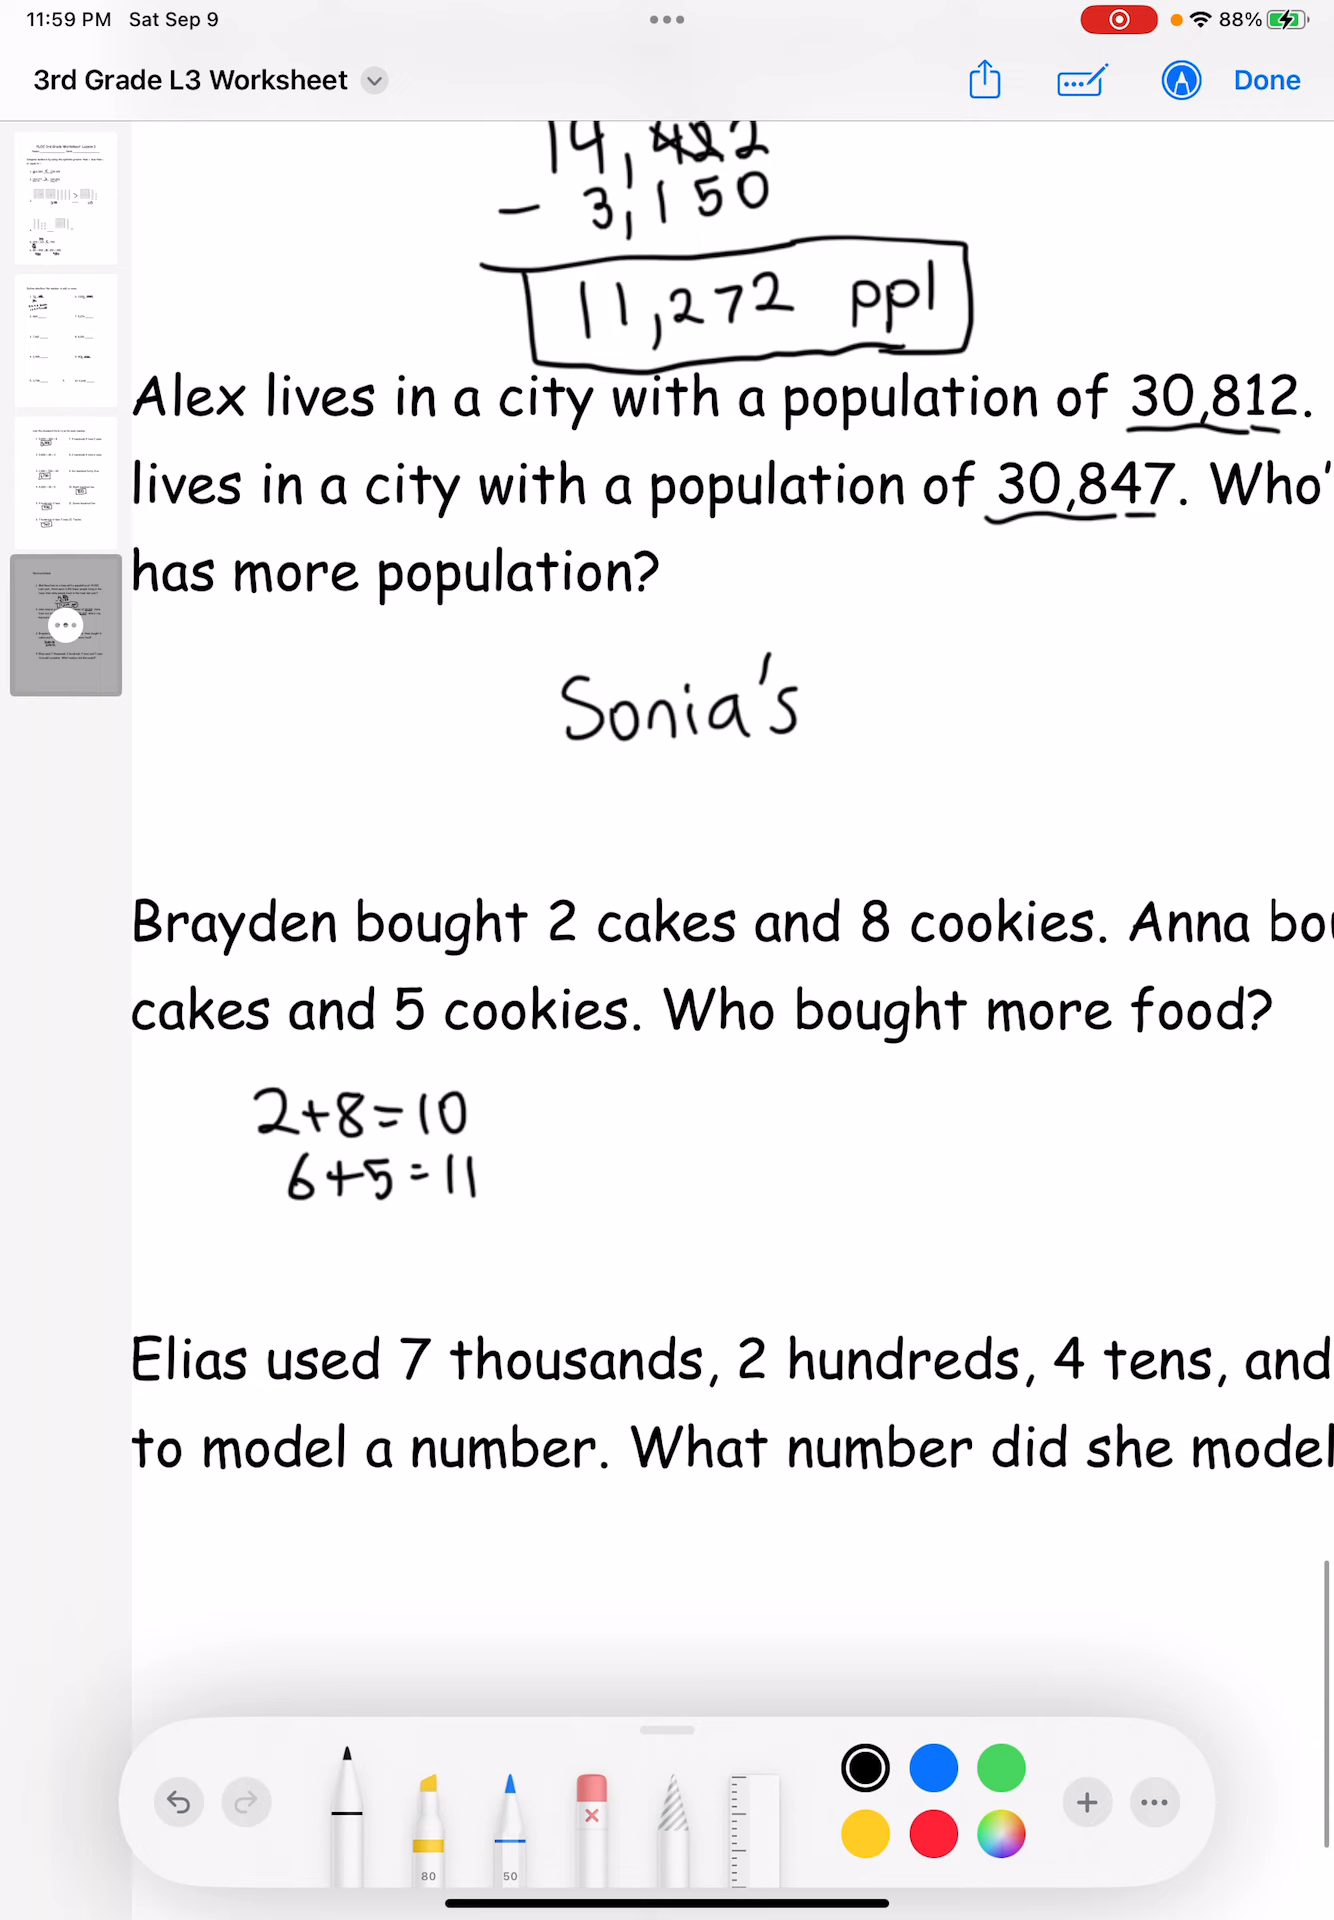 11:59 PM Sat Sep 9
88%
3rd Grade L3 Worksheet
Done
14,422
- 3,150
11,272 ppl
Alex lives in a city with a population of 30,812.
lives in a city with a population of 30,847. Who'
has more population?
Sonia's
Brayden bought 2 cakes and 8 cookies. Anna bou
cakes and 5 cookies. Who bought more food?
2+8=10
6+5=11
Elias used 7 thousands, 2 hundreds, 4 tens, and
to model a number. What number did she model
80
50